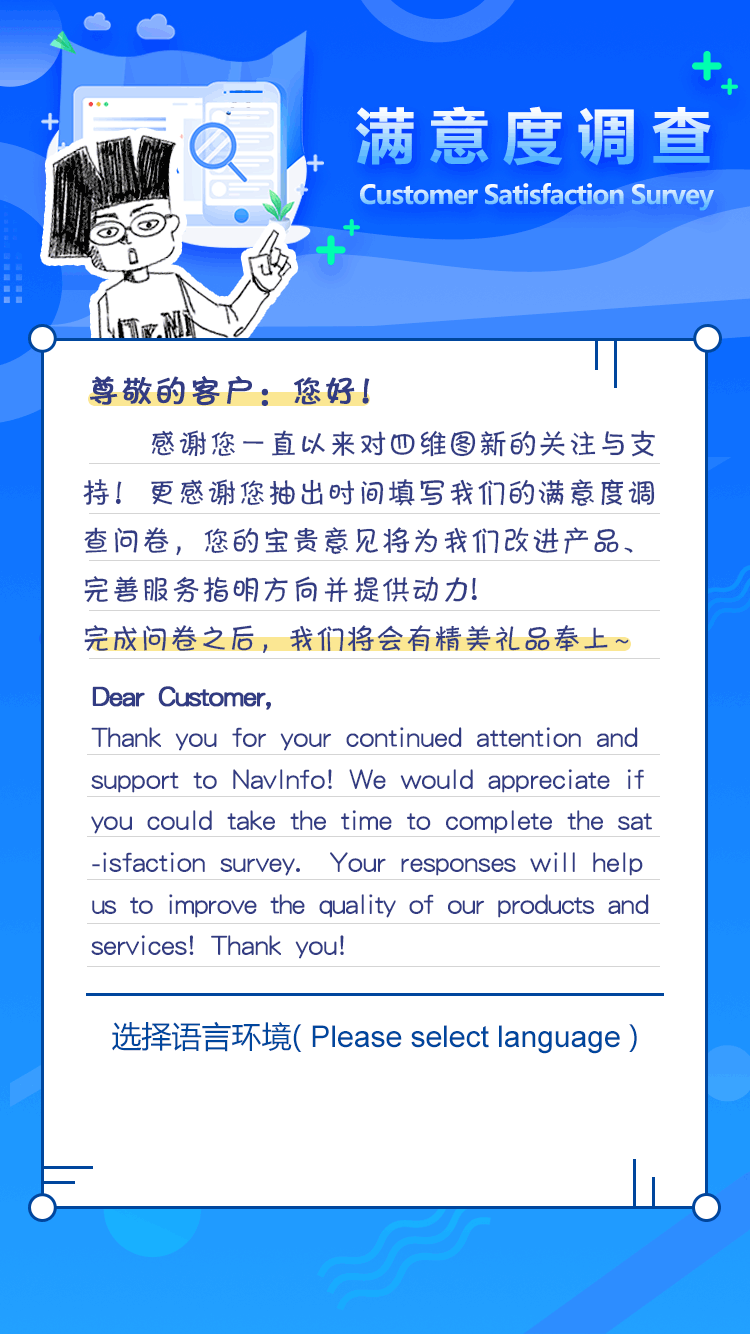 满意度调查
Customer Satisfaction Survey
尊敬的客户：您好！
感谢您一直以来对四维图新的关注与支
持！更感谢您抽出时间填写我们的满意度调
查问卷，您的宝贵意见将为我们改进产品、
完善服务指明方向并提供动力！
完成问卷之后，我们将会有精美礼品奉上~
Dear Customer,
Thank you for your continued attention and
support to NavInfo! We would appreciate if
you could take the time to complete the sat
-isfaction survey. Your responses will help
us to improve the quality of our products and
services! Thank you!
选择语言环境( Please select language )